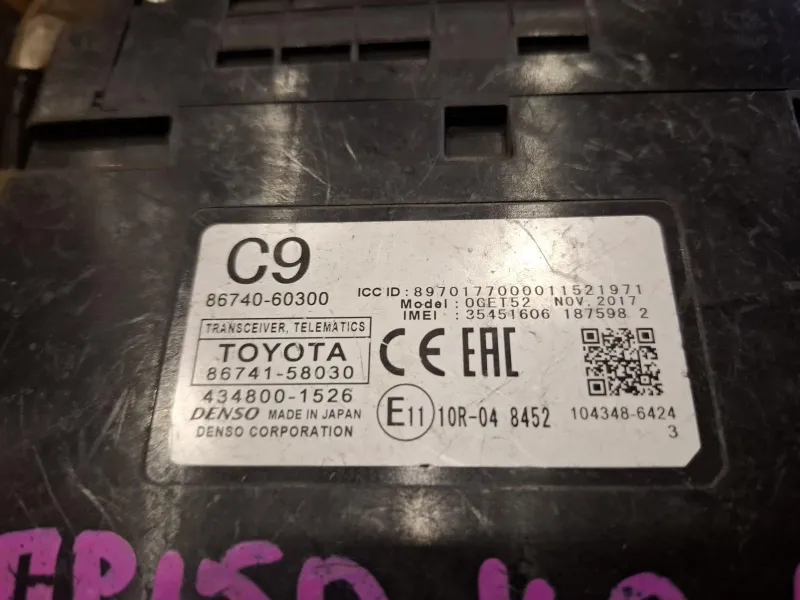 C9
86740-60300
ICC ID : 8970177000011521971
Model : 0GET52 NOV. 2017
IMEI : 35451606 187598 2
TRANSCEIVER, TELEMATICS
TOYOTA
86741-58030
CE EAC
434800-1526
DENSO MADE IN JAPAN
DENSO CORPORATION
E11 10R-04 8452
104348-6424
3